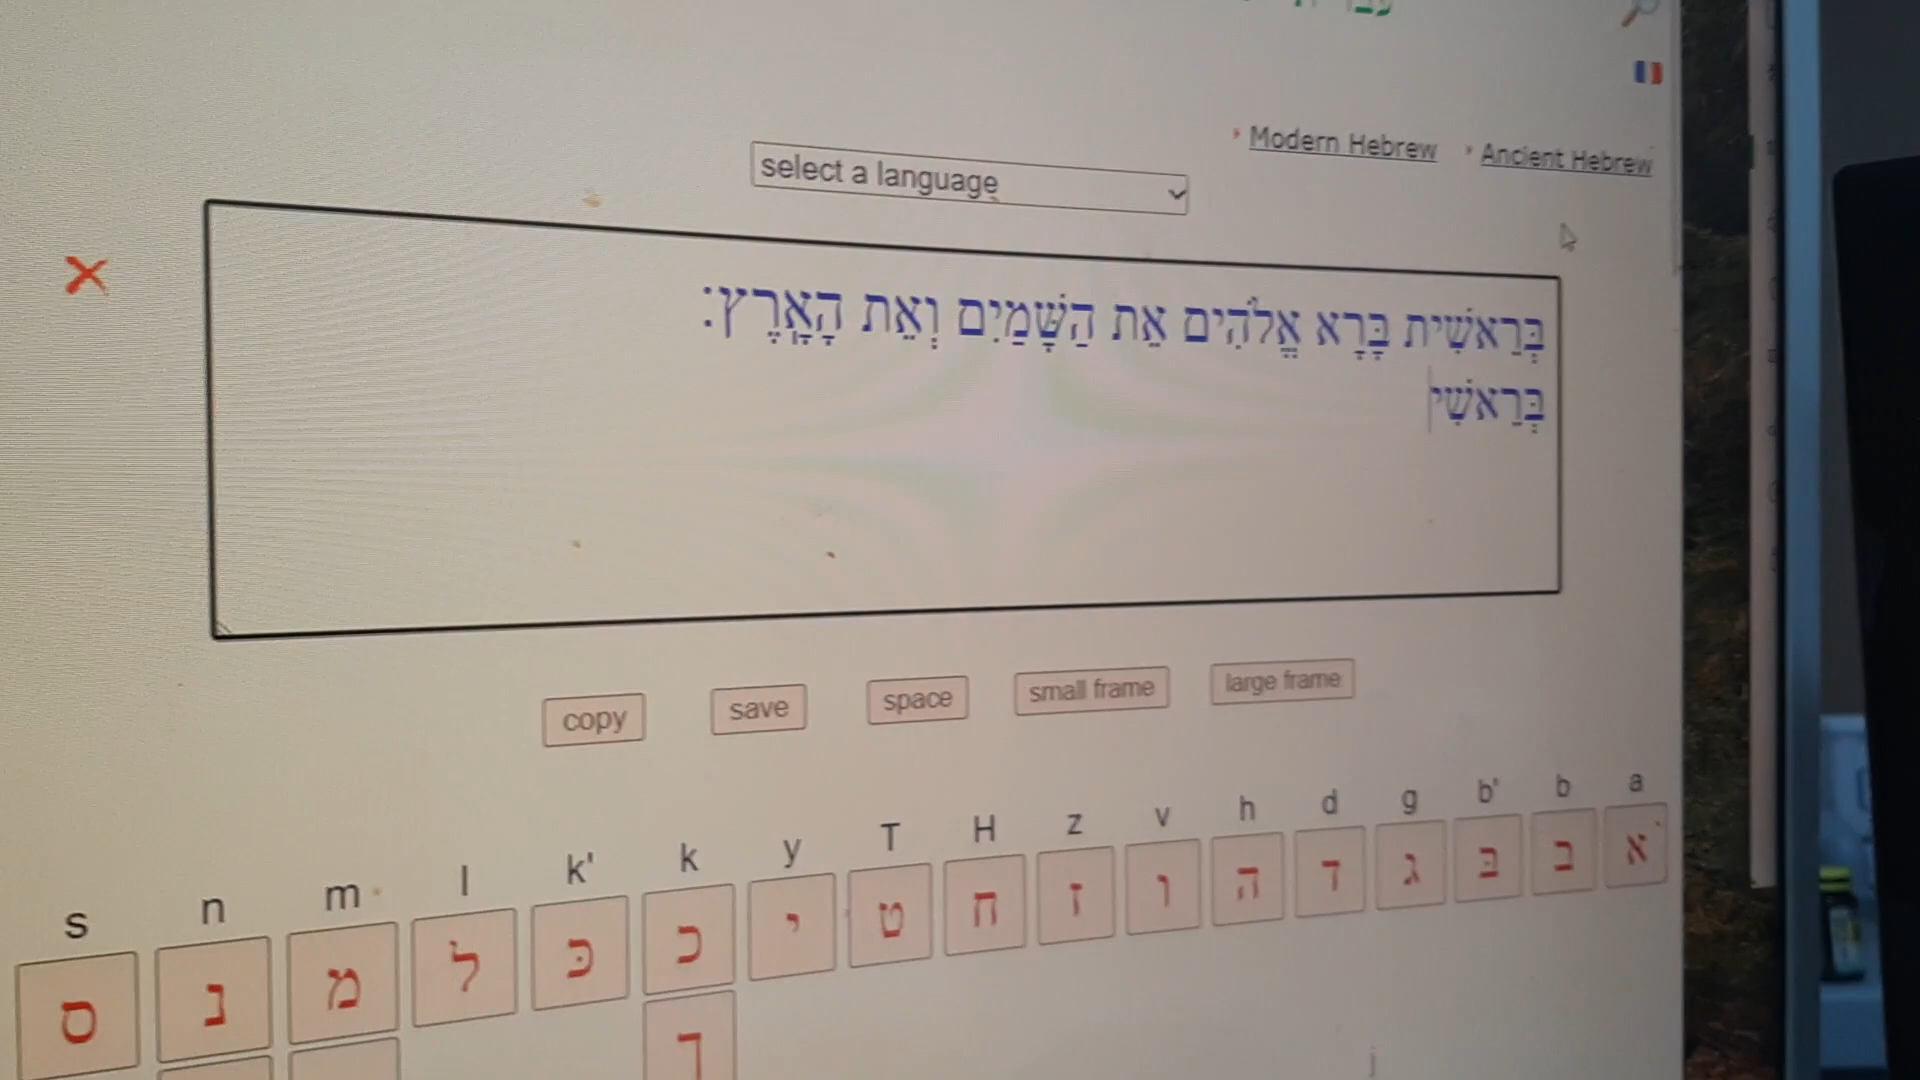 Modern Hebrew
Ancient Hebrew
select a language
בְּרֵאשִׁית בָּרָא אֱלֹהִים אֵת הַשָּׁמַיִם וְאֵת הָאָֽרֶץ׃
בְּרֵאשִׁי
copy save space small frame large frame
a b b' g d h v z H T y k k' l m n s
א ב בּ ג ד ה ו ז ח ט י כ כּ ל מ נ ס
ך
j